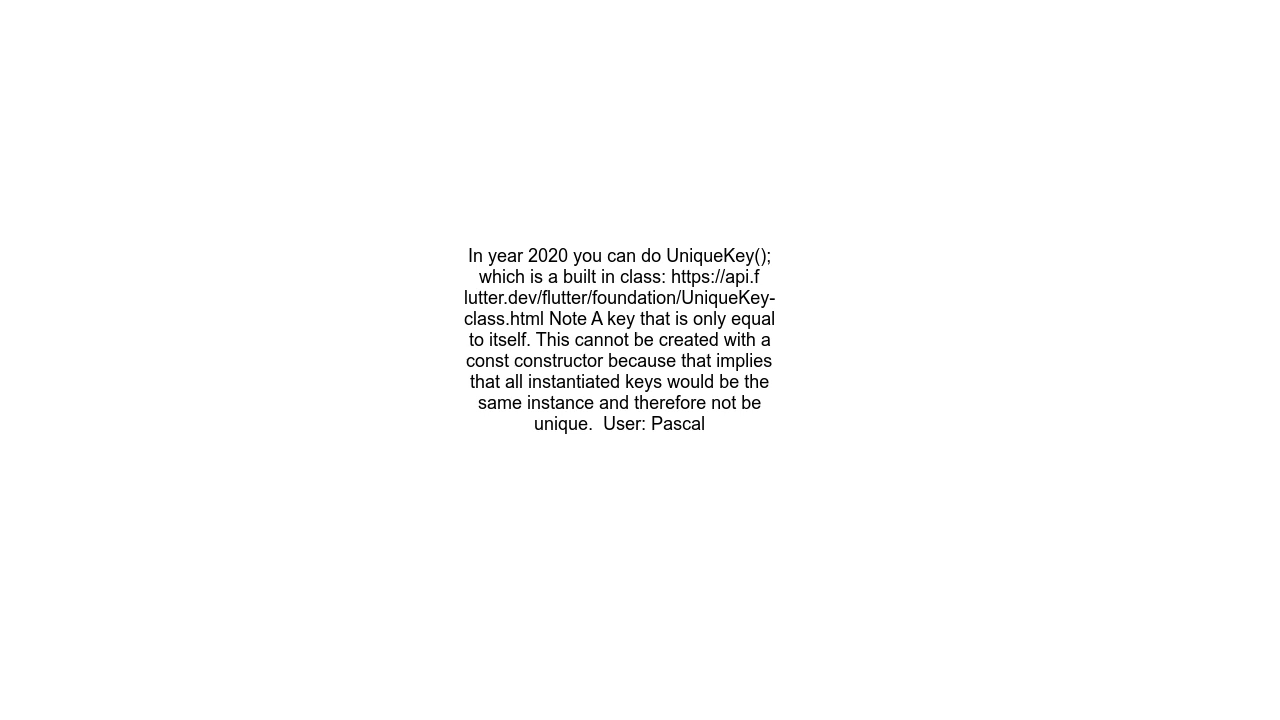 In year 2020 you can do UniqueKey();
which is a built in class: https://api.f
lutter.dev/flutter/foundation/UniqueKey-
class.html Note A key that is only equal
to itself. This cannot be created with a
const constructor because that implies
that all instantiated keys would be the
same instance and therefore not be
unique.  User: Pascal